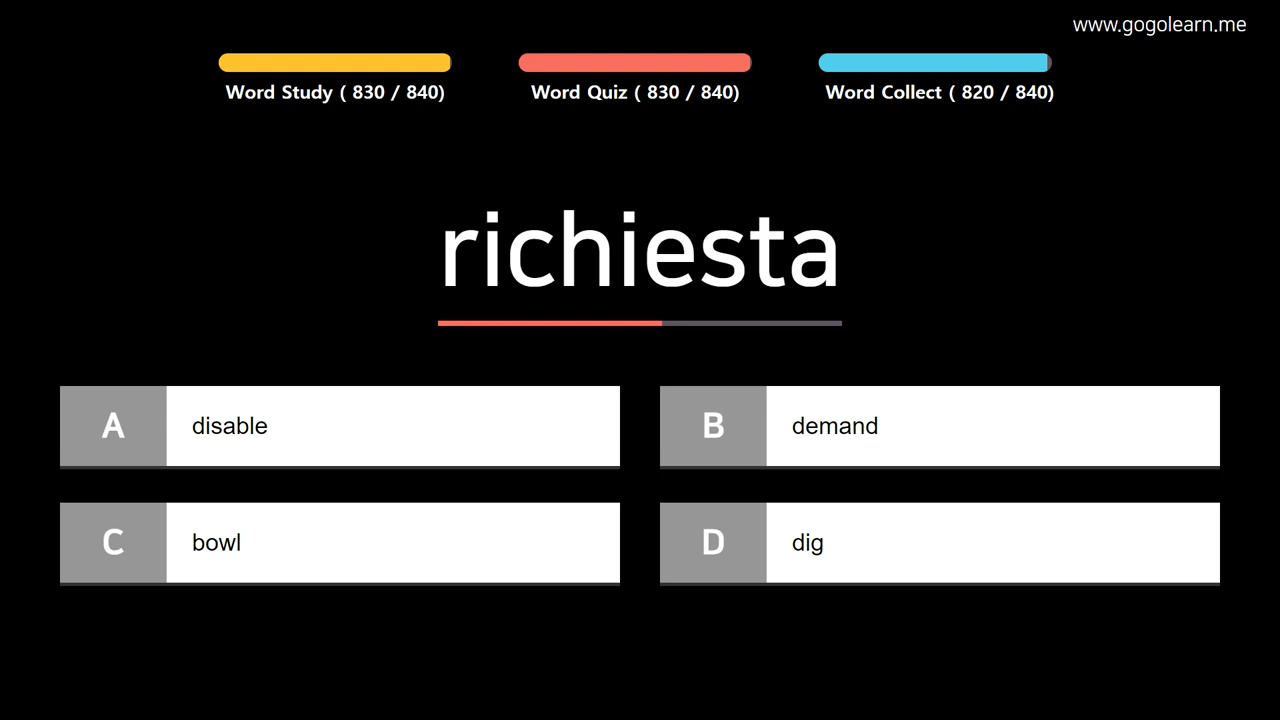 www.gogolearn.me
Word Study ( 830 / 840)
Word Quiz ( 830 / 840)
Word Collect ( 820 / 840)
richiesta
A disable
B demand
C bowl
D dig